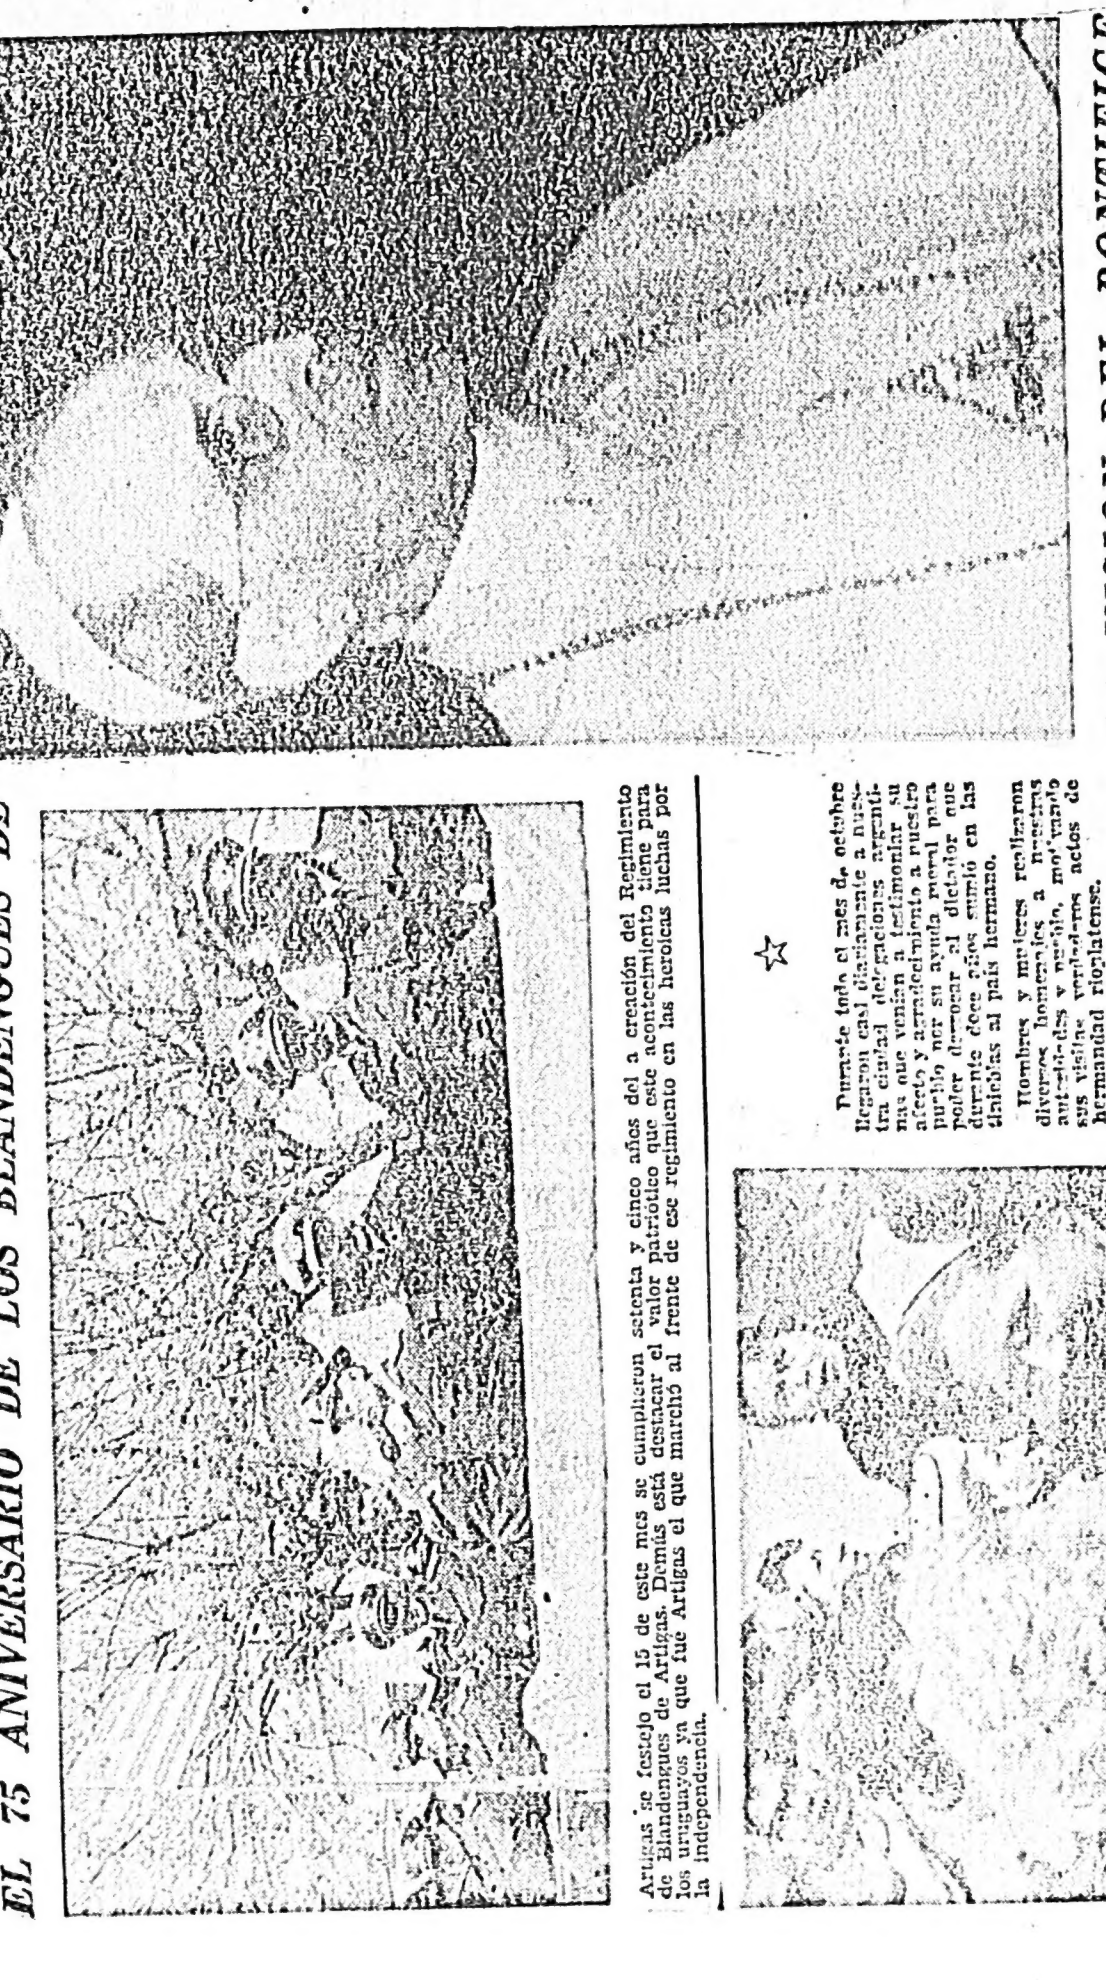 EL 75 ANIVERSARIO DE LOS BLANDENGUES DE
Artigas se festejo el 15 de este mes se cumplieron setenta y cinco años del a creación del Regimiento
de Blandengues de Artigas. Demás está destacar el valor patriótico que este acontecimiento tiene para
los uruguayos ya que fué Artigas el que marchó al frente de ese regimiento en las heroicas luchas por
la independencia.
Durante todo el mes de octubre
llegaron casi diariamente a nues-
tra ciudad delegaciones argenti-
nas que venían a testimoniar su
afecto y agradecimiento a nuestro
pueblo por su ayuda moral para
poder derrocar al dictador que
durante doce años sumió en las
tinieblas al país hermano.
Hombres y mujeres realizaron
diversos homenajes a nuestras
autoridades y pueblo, motivando
sus visitas verdaderos actos de
hermandad rioplatense.
DEL PONTIFICE